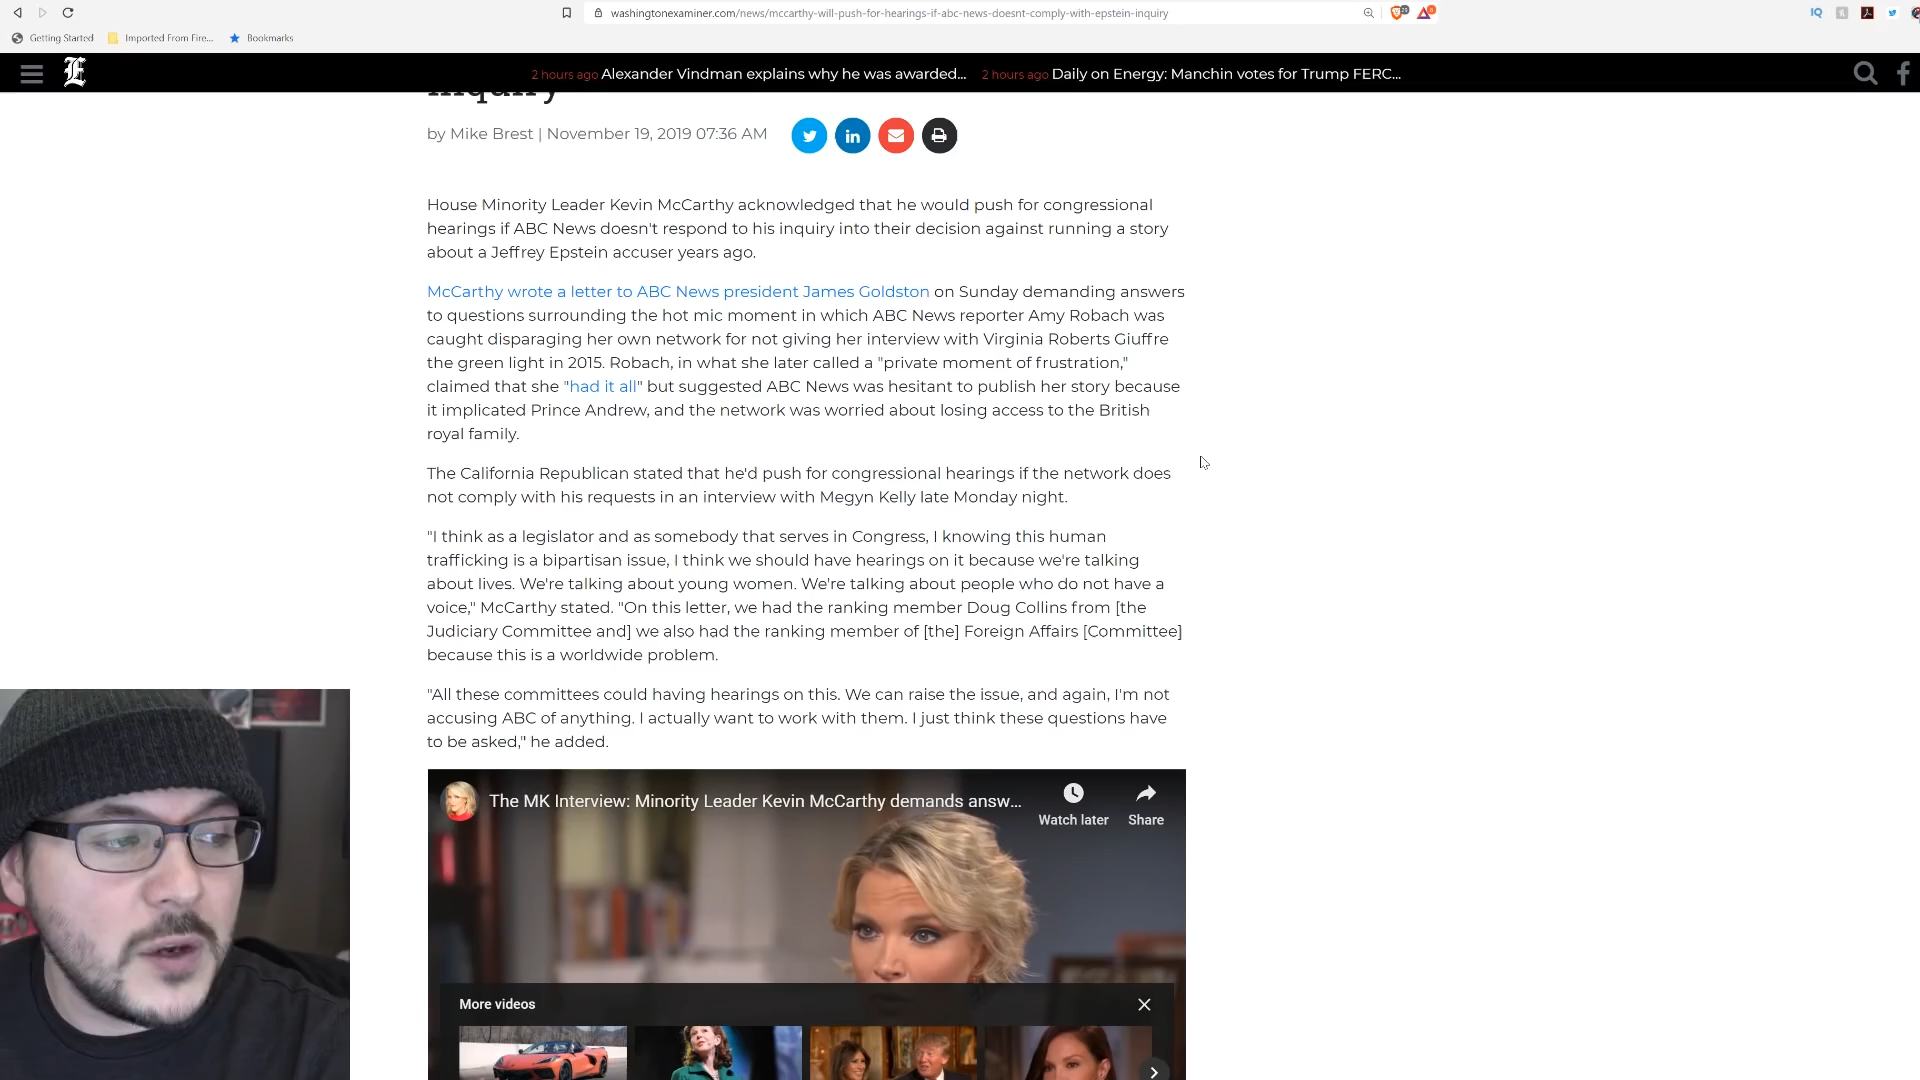 washingtonexaminer.com/news/mccarthy-will-push-for-hearings-if-abc-news-doesnt-comply-with-epstein-inquiry
Getting Started Imported From Fire... Bookmarks
2 hours ago Alexander Vindman explains why he was awarded... 2 hours ago Daily on Energy: Manchin votes for Trump FERC...
inquiry
by Mike Brest | November 19, 2019 07:36 AM
House Minority Leader Kevin McCarthy acknowledged that he would push for congressional
hearings if ABC News doesn't respond to his inquiry into their decision against running a story
about a Jeffrey Epstein accuser years ago.
McCarthy wrote a letter to ABC News president James Goldston on Sunday demanding answers
to questions surrounding the hot mic moment in which ABC News reporter Amy Robach was
caught disparaging her own network for not giving her interview with Virginia Roberts Giuffre
the green light in 2015. Robach, in what she later called a "private moment of frustration,"
claimed that she "had it all" but suggested ABC News was hesitant to publish her story because
it implicated Prince Andrew, and the network was worried about losing access to the British
royal family.
The California Republican stated that he'd push for congressional hearings if the network does
not comply with his requests in an interview with Megyn Kelly late Monday night.
"I think as a legislator and as somebody that serves in Congress, I knowing this human
trafficking is a bipartisan issue, I think we should have hearings on it because we're talking
about lives. We're talking about young women. We're talking about people who do not have a
voice," McCarthy stated. "On this letter, we had the ranking member Doug Collins from [the
Judiciary Committee and] we also had the ranking member of [the] Foreign Affairs [Committee]
because this is a worldwide problem.
"All these committees could having hearings on this. We can raise the issue, and again, I'm not
accusing ABC of anything. I actually want to work with them. I just think these questions have
to be asked," he added.
The MK Interview: Minority Leader Kevin McCarthy demands answ...
Watch later Share
More videos